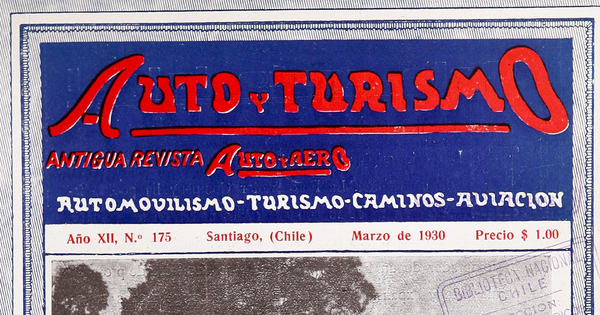 AUTO Y TURISMO
ANTIGUA REVISTA AUTO Y AERO
AUTOMOVILISMO-TURISMO-CAMINOS-AVIACION
Año XII, N.º 175 Santiago, (Chile) Marzo de 1930 Precio $ 1.00
BIBLIOTECA NACIONAL
CHILE